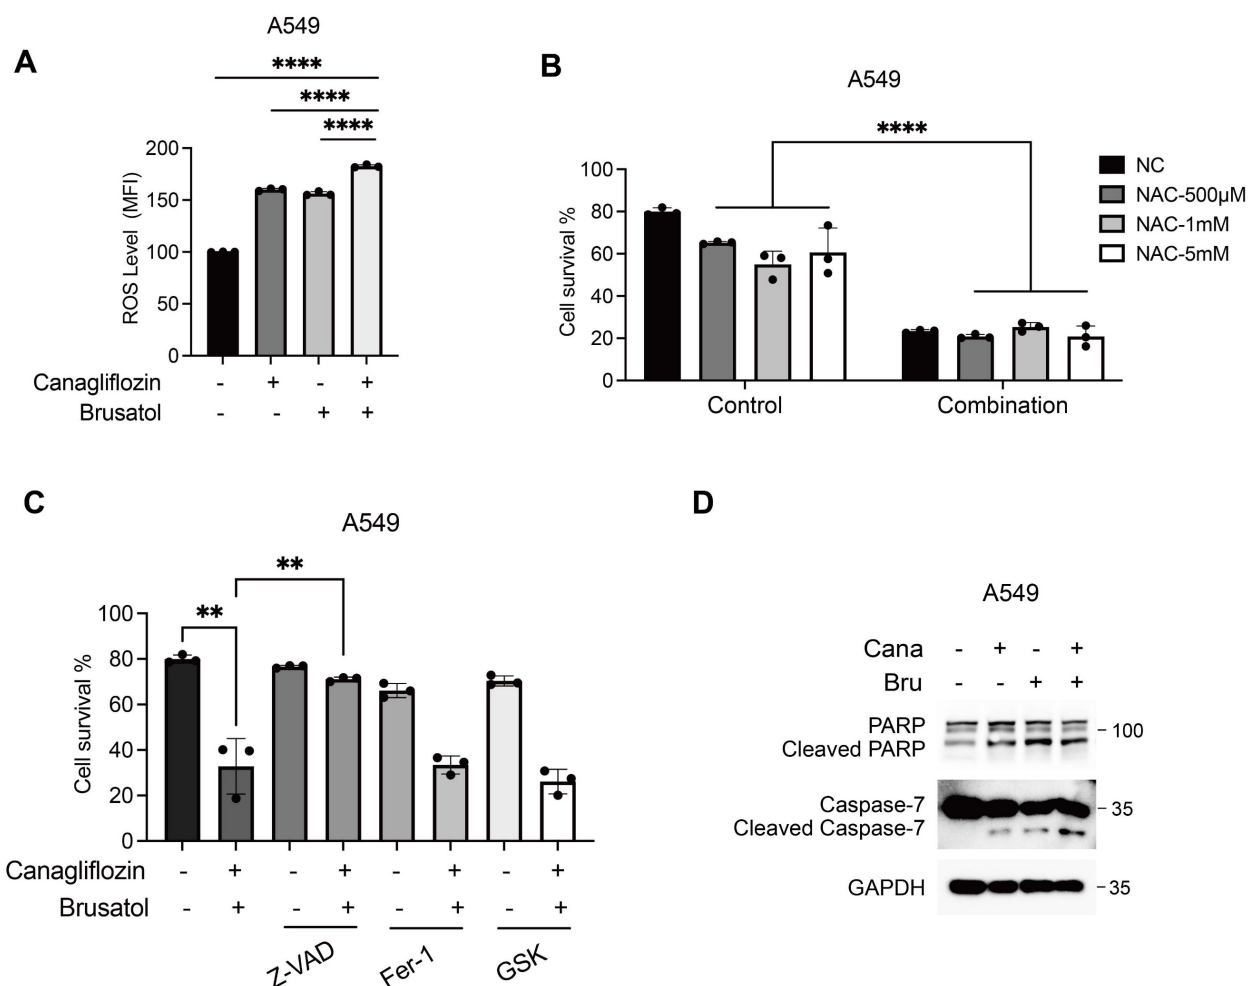 A
A549
****
****
****
ROS Level (MFI)
200
150
100
50
0
Canagliflozin - + - +
Brusatol - - + +
B
A549
****
Cell survival %
100
80
60
40
20
0
Control Combination
NC
NAC-500μM
NAC-1mM
NAC-5mM
C
A549
**
**
Cell survival %
100
80
60
40
20
0
Canagliflozin - + - + - + - +
Brusatol - + - + - + - +
Z-VAD Fer-1 GSK
D
A549
Cana - + - +
Bru - - + +
PARP
Cleaved PARP
-100
Caspase-7
-35
Cleaved Caspase-7
GAPDH
-35